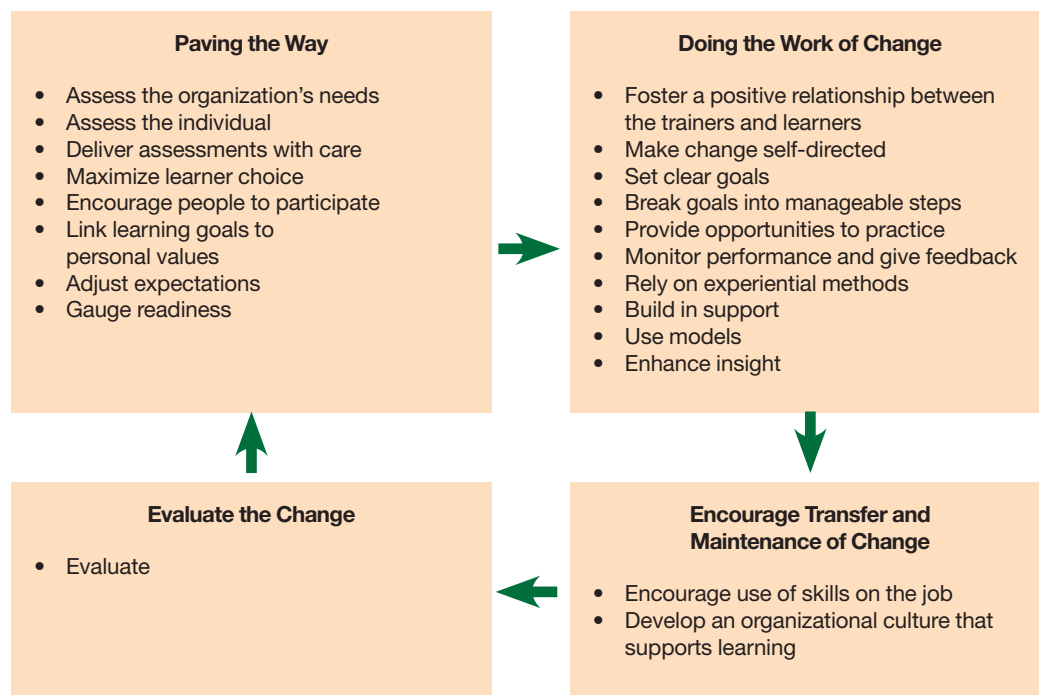 Paving the Way
• Assess the organization's needs
• Assess the individual
• Deliver assessments with care
• Maximize learner choice
• Encourage people to participate
• Link learning goals to
personal values
• Adjust expectations
• Gauge readiness
Doing the Work of Change
• Foster a positive relationship between
the trainers and learners
• Make change self-directed
• Set clear goals
• Break goals into manageable steps
• Provide opportunities to practice
• Monitor performance and give feedback
• Rely on experiential methods
• Build in support
• Use models
• Enhance insight
Encourage Transfer and
Maintenance of Change
• Encourage use of skills on the job
• Develop an organizational culture that
supports learning
Evaluate the Change
• Evaluate